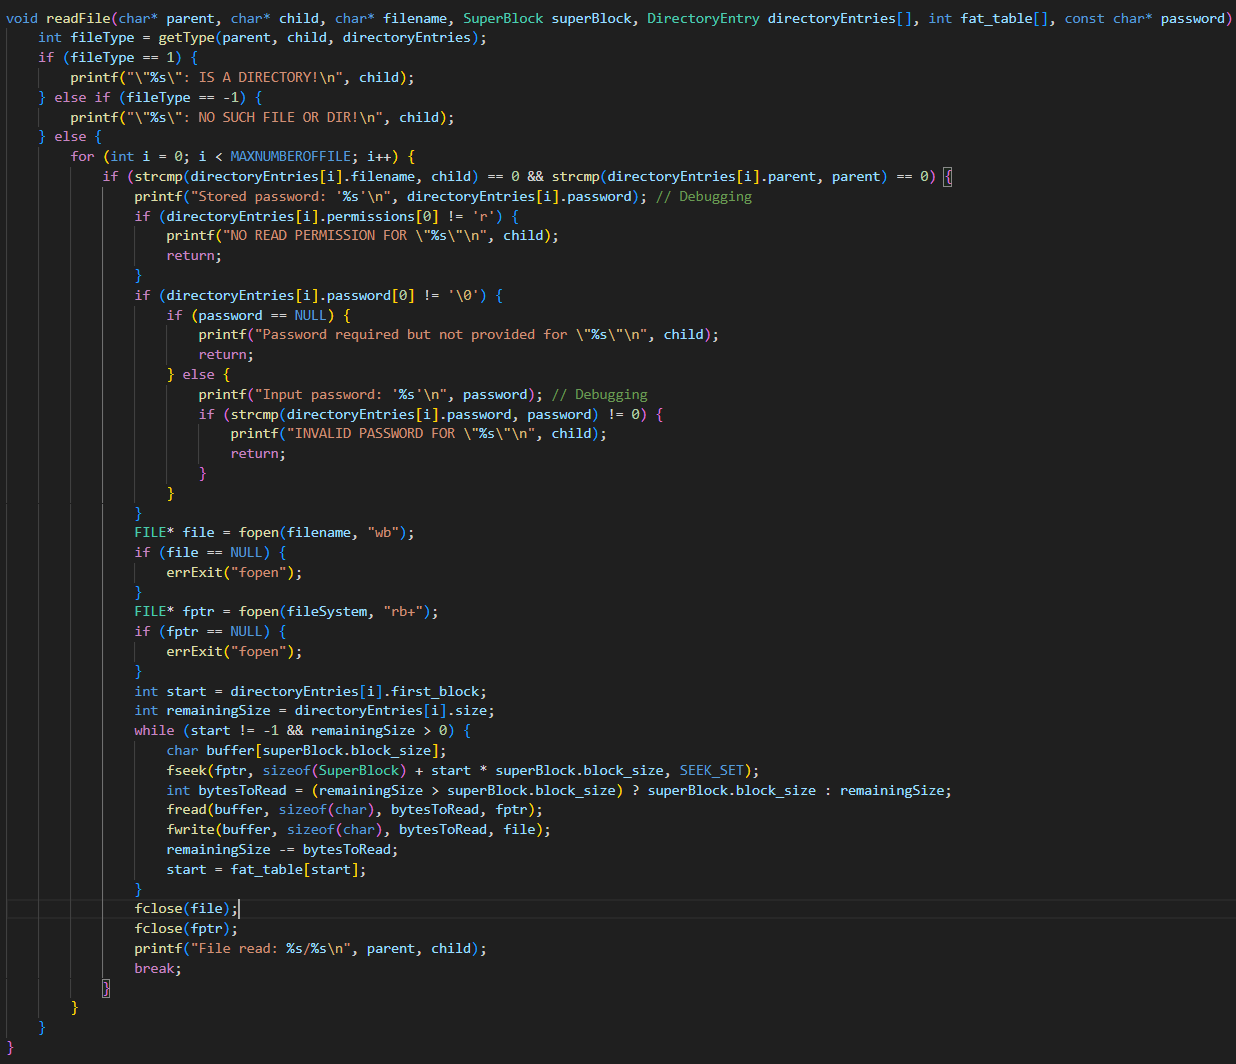 void readFile(char* parent, char* child, char* filename, SuperBlock superBlock, DirectoryEntry directoryEntries[], int fat_table[], const char* password)
    int fileType = getType(parent, child, directoryEntries);
    if (fileType == 1) {
        printf("\"%s\": IS A DIRECTORY!\n", child);
    } else if (fileType == -1) {
        printf("\"%s\": NO SUCH FILE OR DIR!\n", child);
    } else {
        for (int i = 0; i < MAXNUMBEROFFILE; i++) {
            if (strcmp(directoryEntries[i].filename, child) == 0 && strcmp(directoryEntries[i].parent, parent) == 0) {
                printf("Stored password: '%s'\n", directoryEntries[i].password); // Debugging
                if (directoryEntries[i].permissions[0] != 'r') {
                    printf("NO READ PERMISSION FOR \"%s\"\n", child);
                    return;
                }
                if (directoryEntries[i].password[0] != '\0') {
                    if (password == NULL) {
                        printf("Password required but not provided for \"%s\"\n", child);
                        return;
                    } else {
                        printf("Input password: '%s'\n", password); // Debugging
                        if (strcmp(directoryEntries[i].password, password) != 0) {
                            printf("INVALID PASSWORD FOR \"%s\"\n", child);
                            return;
                        }
                    }
                }
                FILE* file = fopen(filename, "wb");
                if (file == NULL) {
                    errExit("fopen");
                }
                FILE* fptr = fopen(fileSystem, "rb+");
                if (fptr == NULL) {
                    errExit("fopen");
                }
                int start = directoryEntries[i].first_block;
                int remainingSize = directoryEntries[i].size;
                while (start != -1 && remainingSize > 0) {
                    char buffer[superBlock.block_size];
                    fseek(fptr, sizeof(SuperBlock) + start * superBlock.block_size, SEEK_SET);
                    int bytesToRead = (remainingSize > superBlock.block_size) ? superBlock.block_size : remainingSize;
                    fread(buffer, sizeof(char), bytesToRead, fptr);
                    fwrite(buffer, sizeof(char), bytesToRead, file);
                    remainingSize -= bytesToRead;
                    start = fat_table[start];
                }
                fclose(file);
                fclose(fptr);
                printf("File read: %s/%s\n", parent, child);
                break;
            }
        }
    }
}